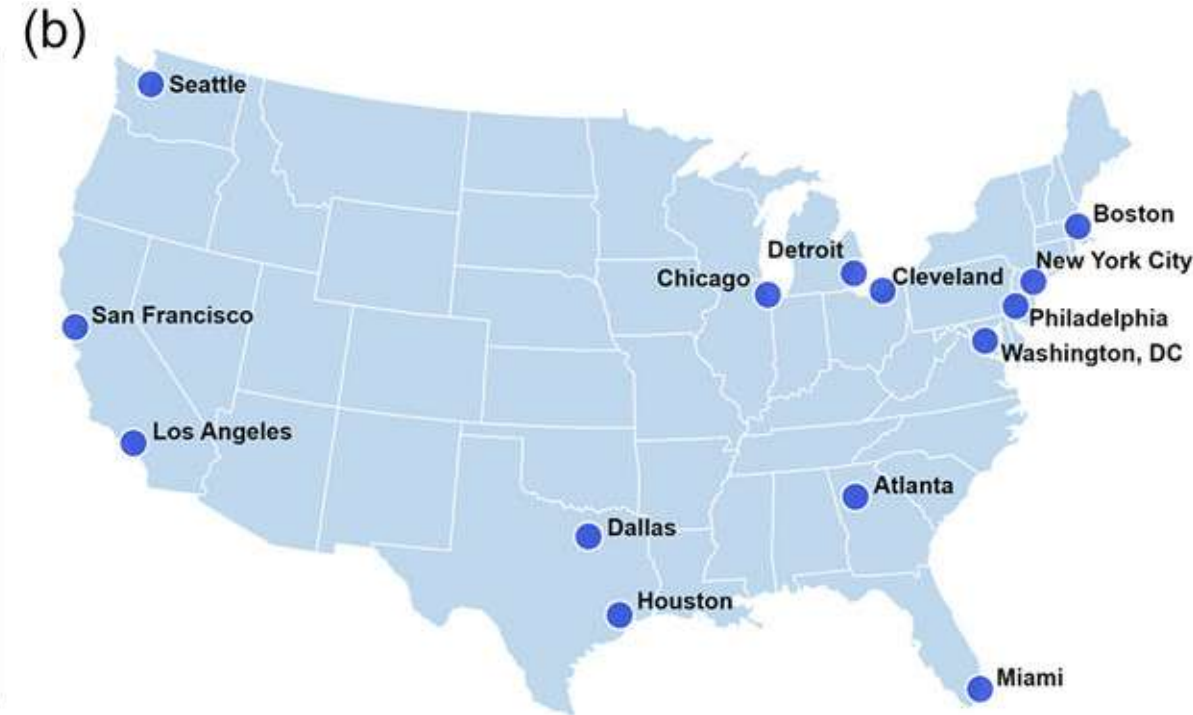 (b)
Seattle
Boston
Detroit
New York City
Chicago
Cleveland
San Francisco
Philadelphia
Washington, DC
Los Angeles
Atlanta
Dallas
Houston
Miami